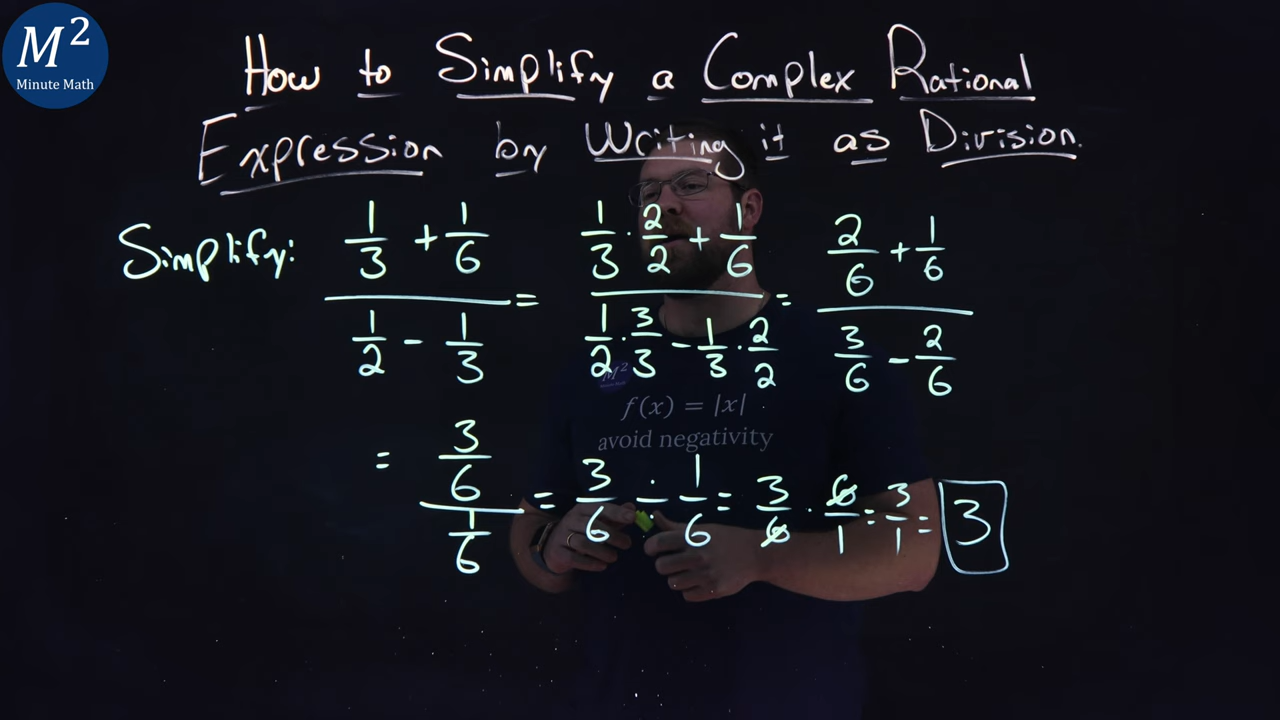 M²
Minute Math
How to Simplify a Complex Rational
Expression by Writing it as Division.
Simplify: (1/3 + 1/6)/(1/2 - 1/3) = (1/3 · 2/2 + 1/6)/(1/2 · 3/3 - 1/3 · 2/2) = (2/6 + 1/6)/(3/6 - 2/6)
M²
Minute Math
f(x) = |x|
avoid negativity
= (3/6)/(1/6) = 3/6 ÷ 1/6 = 3/6 · 6/1 = 3/1 = 3